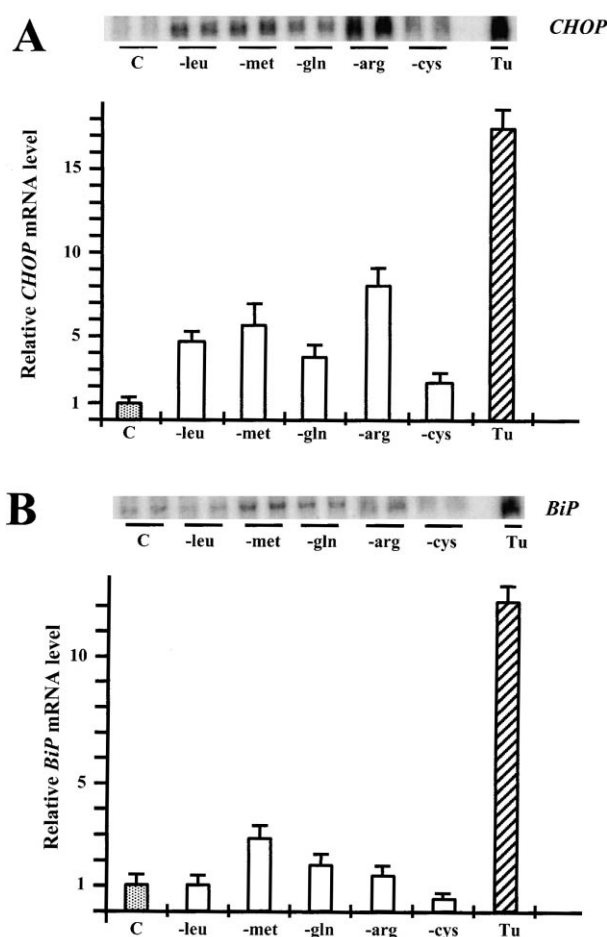 A
CHOP
C -leu -met -gln -arg -cys Tu
Relative CHOP mRNA level
15
10
5
1
C -leu -met -gln -arg -cys Tu
B
BiP
C -leu -met -gln -arg -cys Tu
Relative BiP mRNA level
10
5
1
C -leu -met -gln -arg -cys Tu